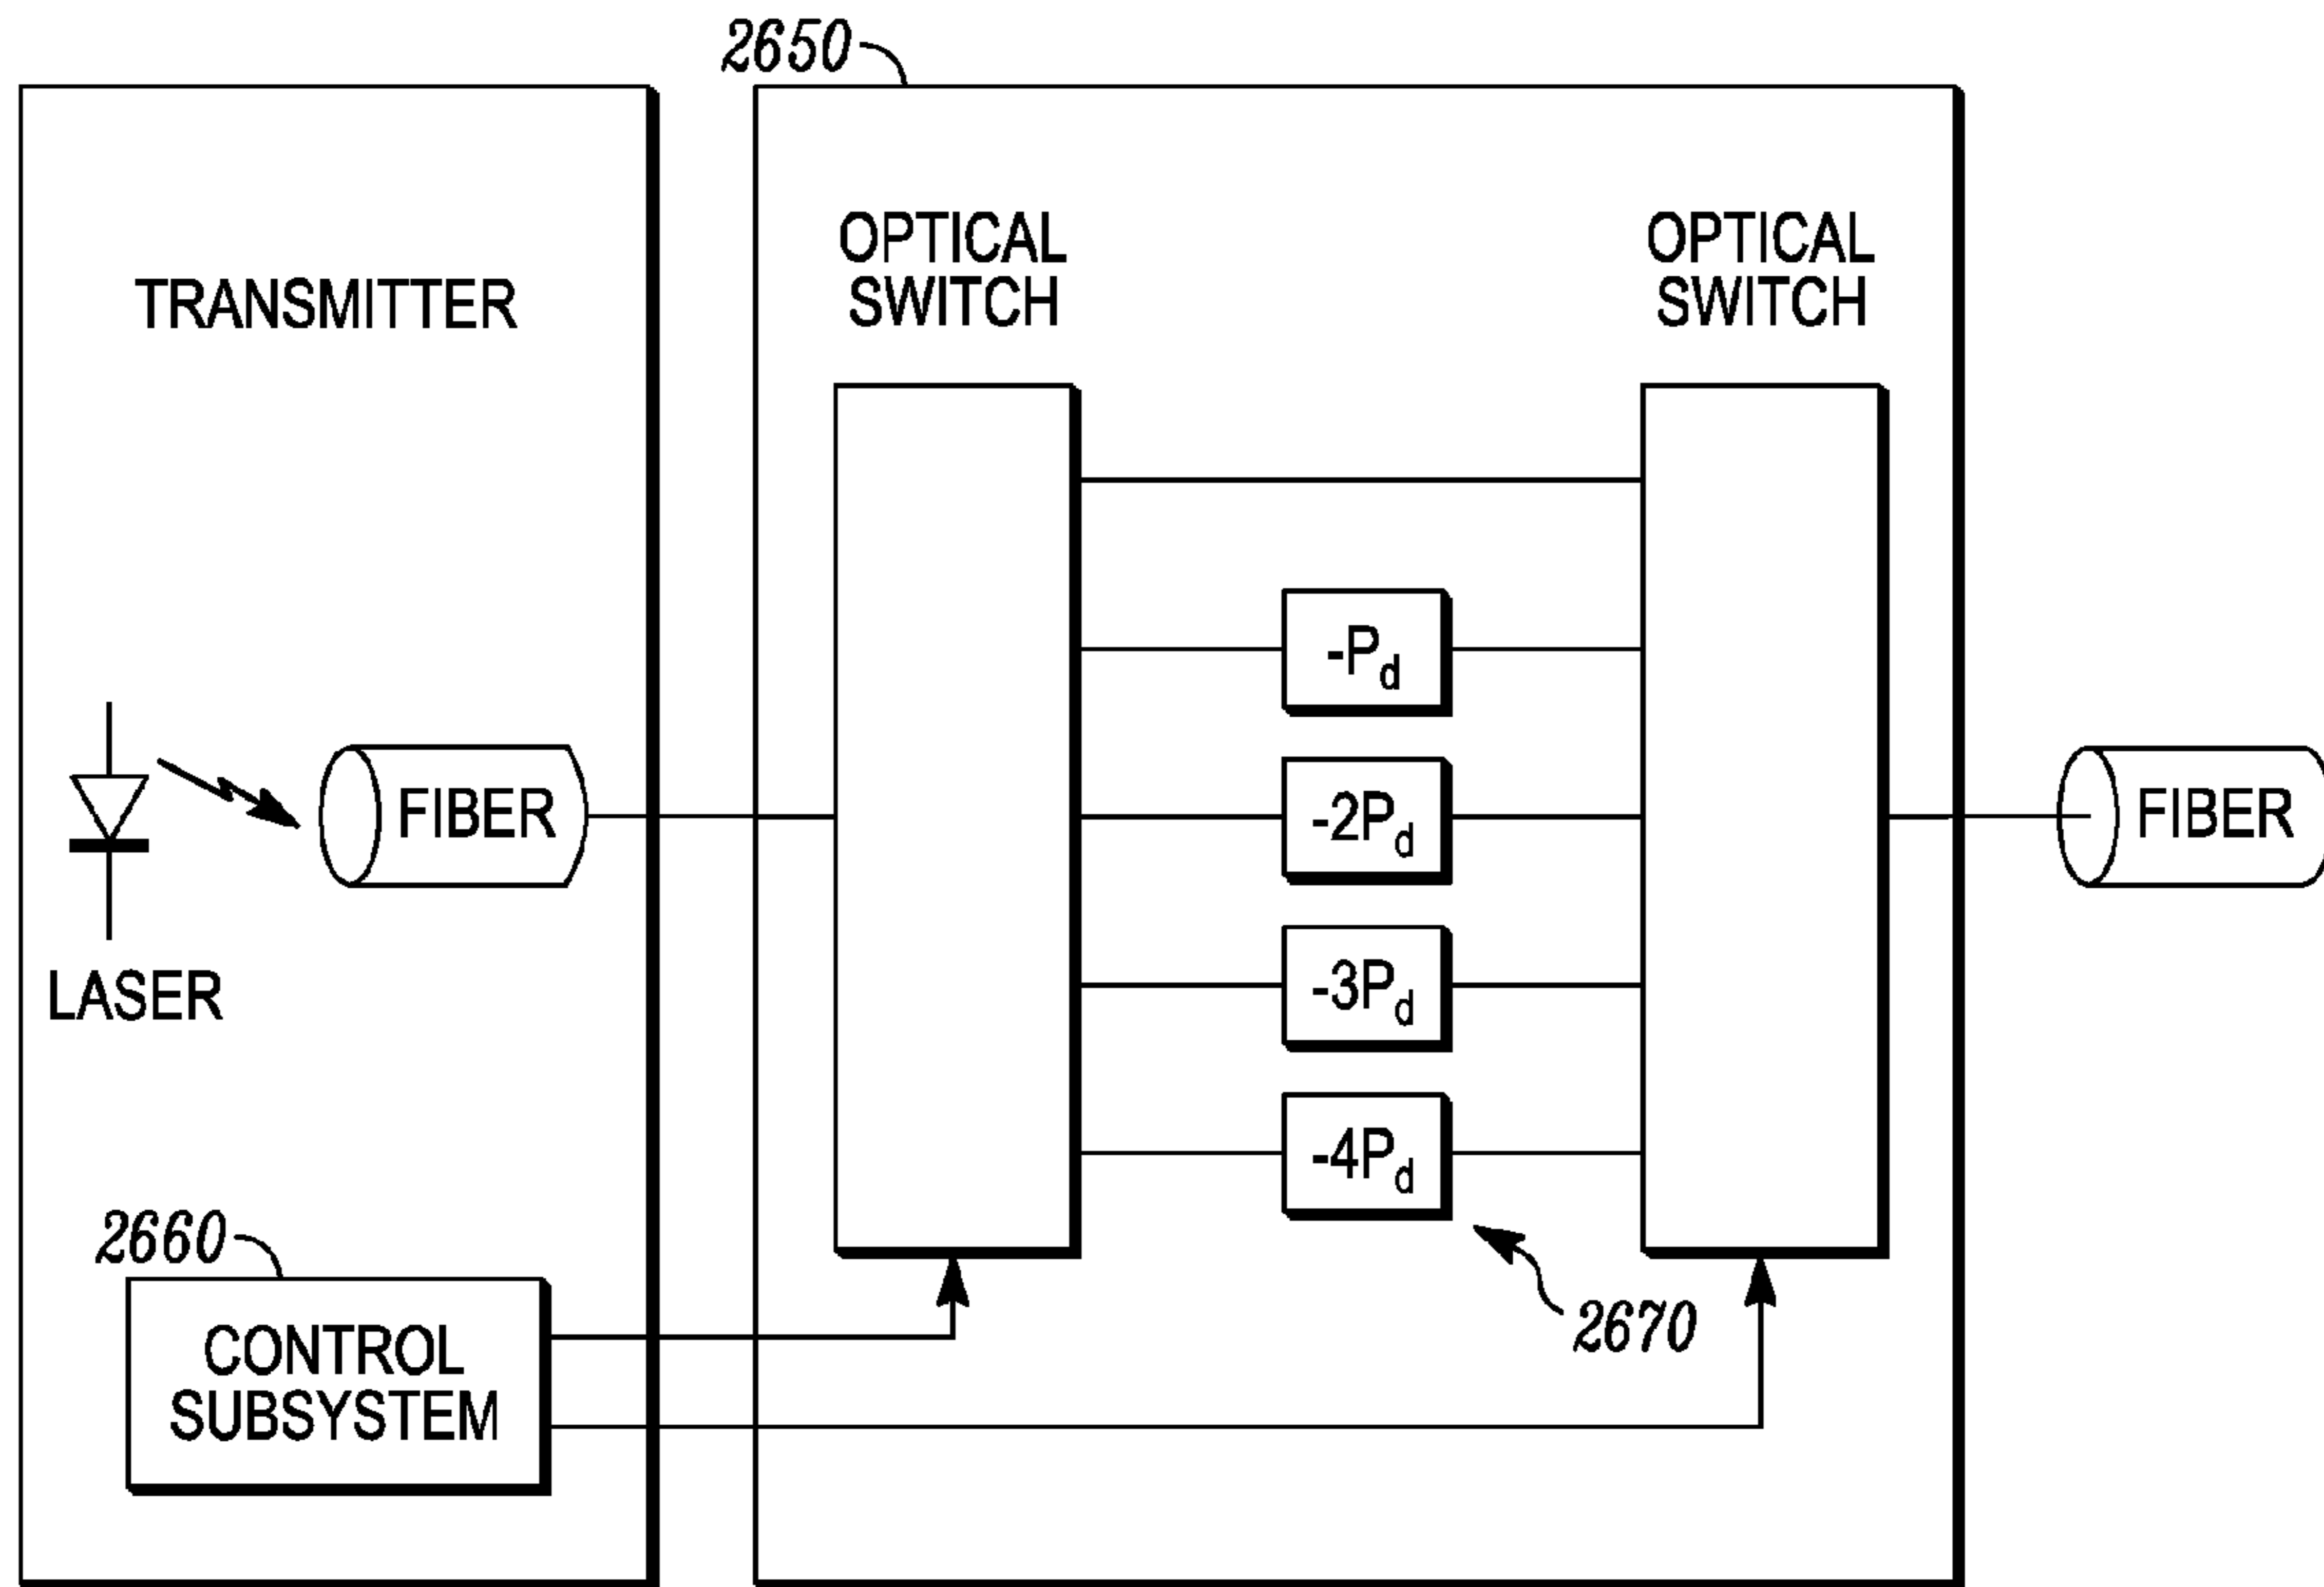 2650
TRANSMITTER
OPTICAL
SWITCH
OPTICAL
SWITCH
-Pd
-2Pd
-3Pd
-4Pd
FIBER
FIBER
LASER
2660
CONTROL
SUBSYSTEM
2670